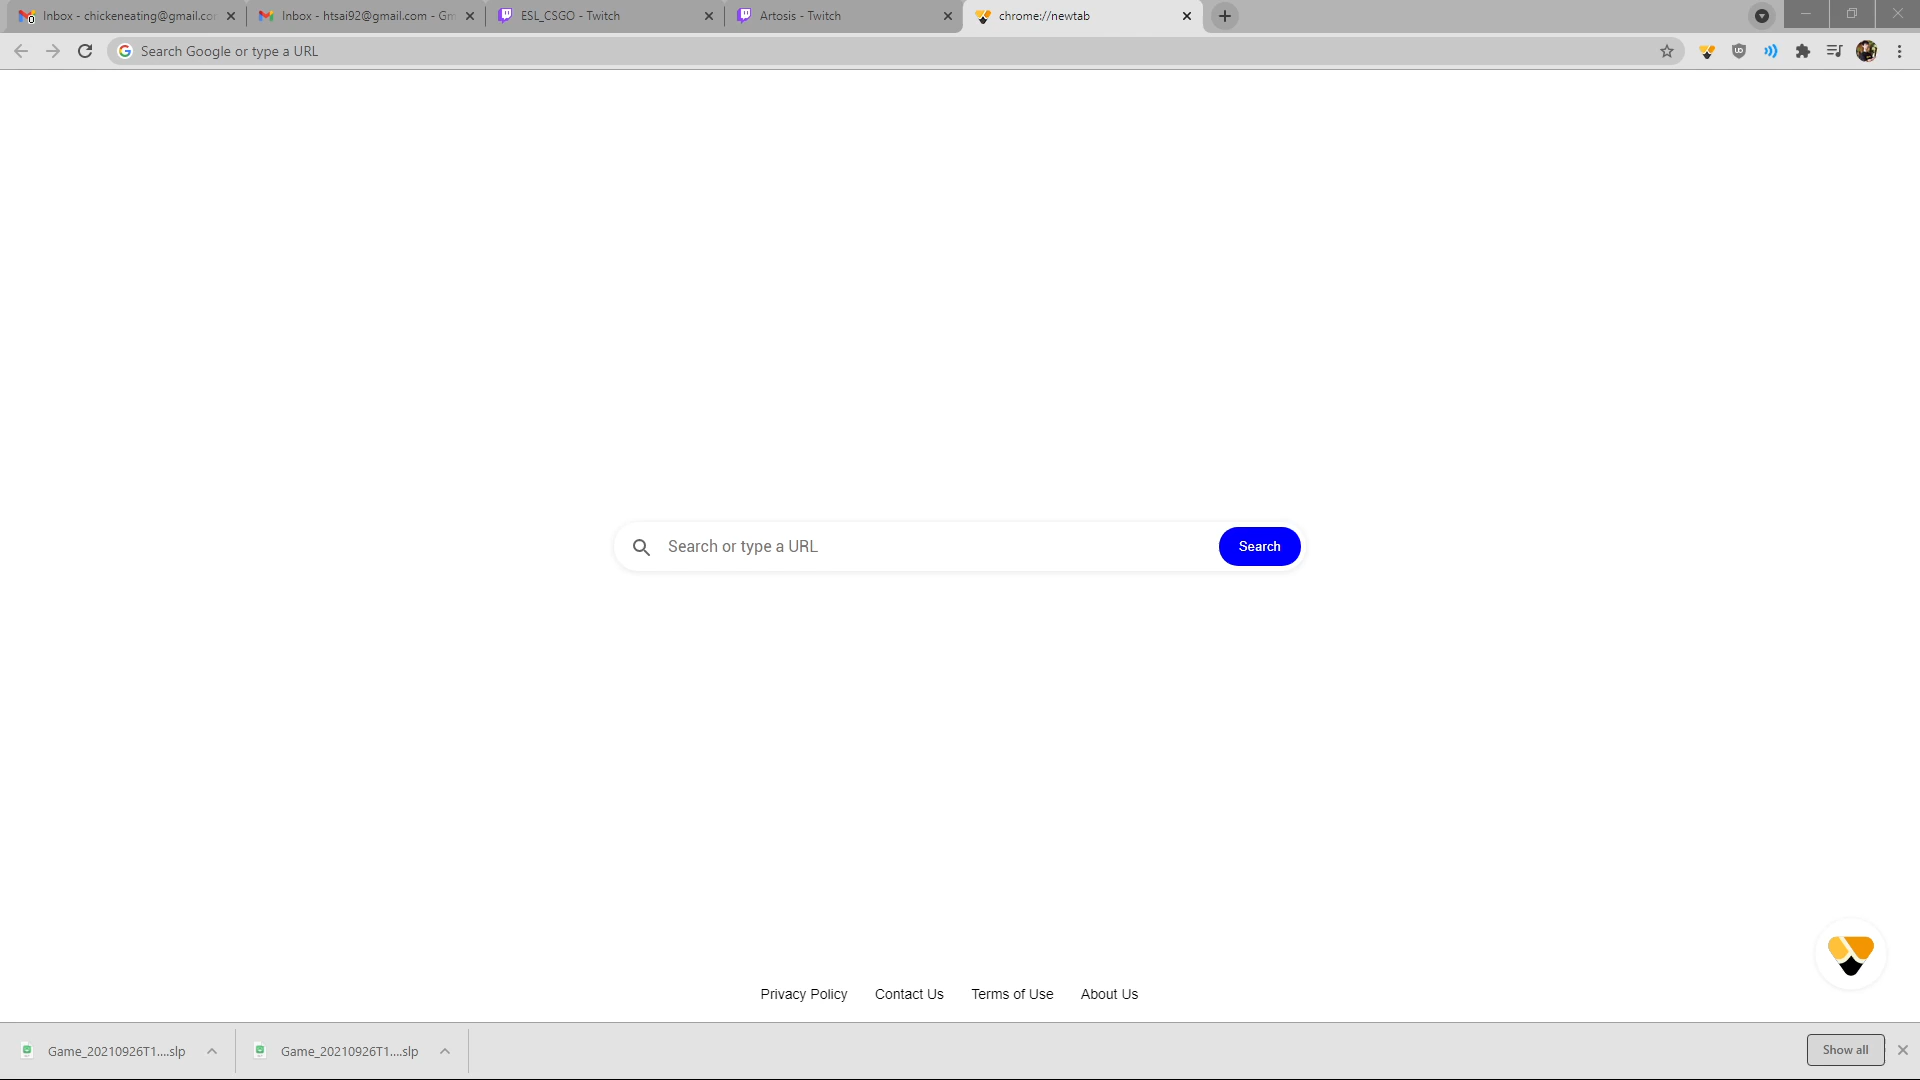 Inbox - chickeneating@gmail.co
Inbox - htsai92@gmail.com - Gm
ESL_CSGO - Twitch
Artosis - Twitch
chrome://newtab
Search Google or type a URL
Search or type a URL
Search
Privacy Policy
Contact Us
Terms of Use
About Us
Game_20210926T1....slp
Game_20210926T1....slp
Show all